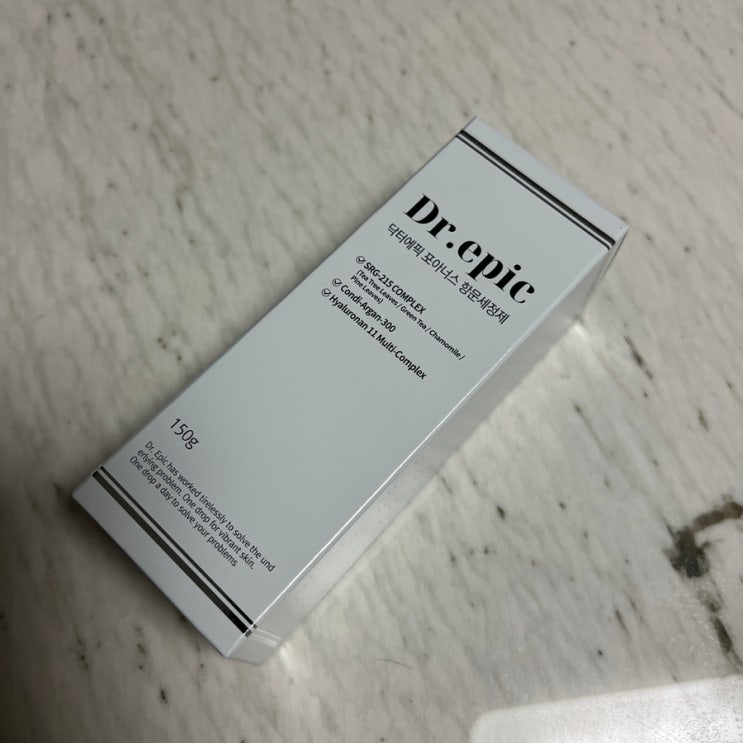 Dr.epic
닥터에픽 포아너스 항문세정제
SRG-215 COMPLEX
(Tea Tree Leaves / Green Tea / Chamomile /
Pine Leaves)
Condi-Argan-300
Hyaluronan 11 Multi-Complex
150g
Dr. Epic has worked tirelessly to solve the und
erlying problem. One drop for vibrant skin.
One drop a day to solve your problems